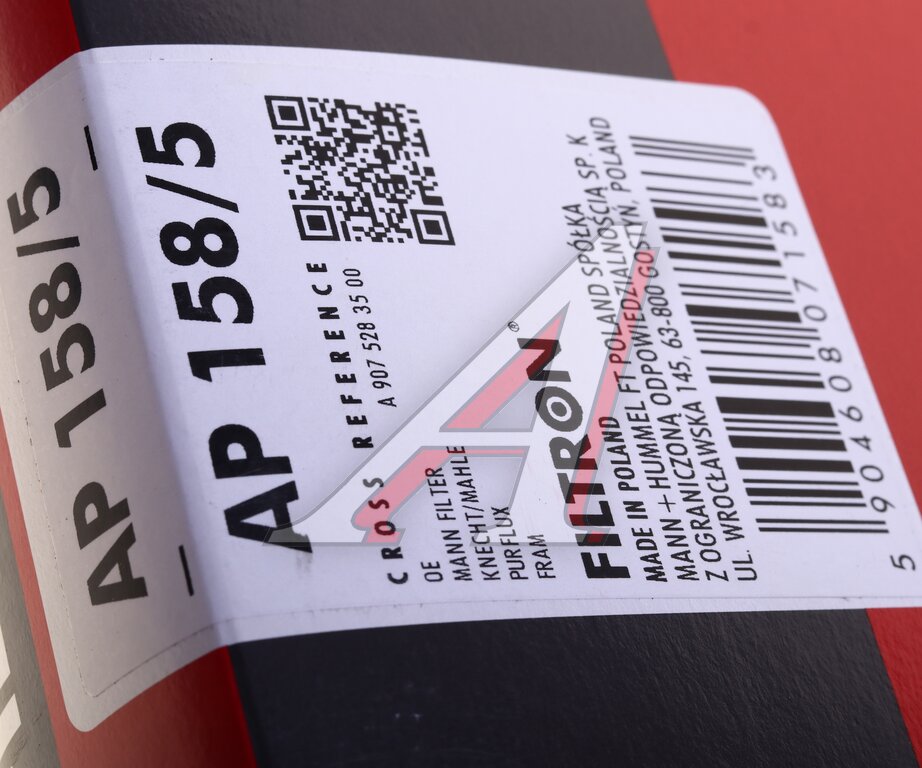 AP 158/5
AP 158/5
CROSS REFERENCE
OE A 907 528 35 00
MANN FILTER
KNECHT/MAHLE
PURFLUX
FRAM
FILTRON®
MADE IN POLAND
MANN + HUMMEL FT POLAND SPÓŁKA
Z OGRANICZONĄ ODPOWIEDZIALNOŚCIĄ SP. K
UL. WROCŁAWSKA 145, 63-800 GOSTYŃ, POLAND
5 904608 071583